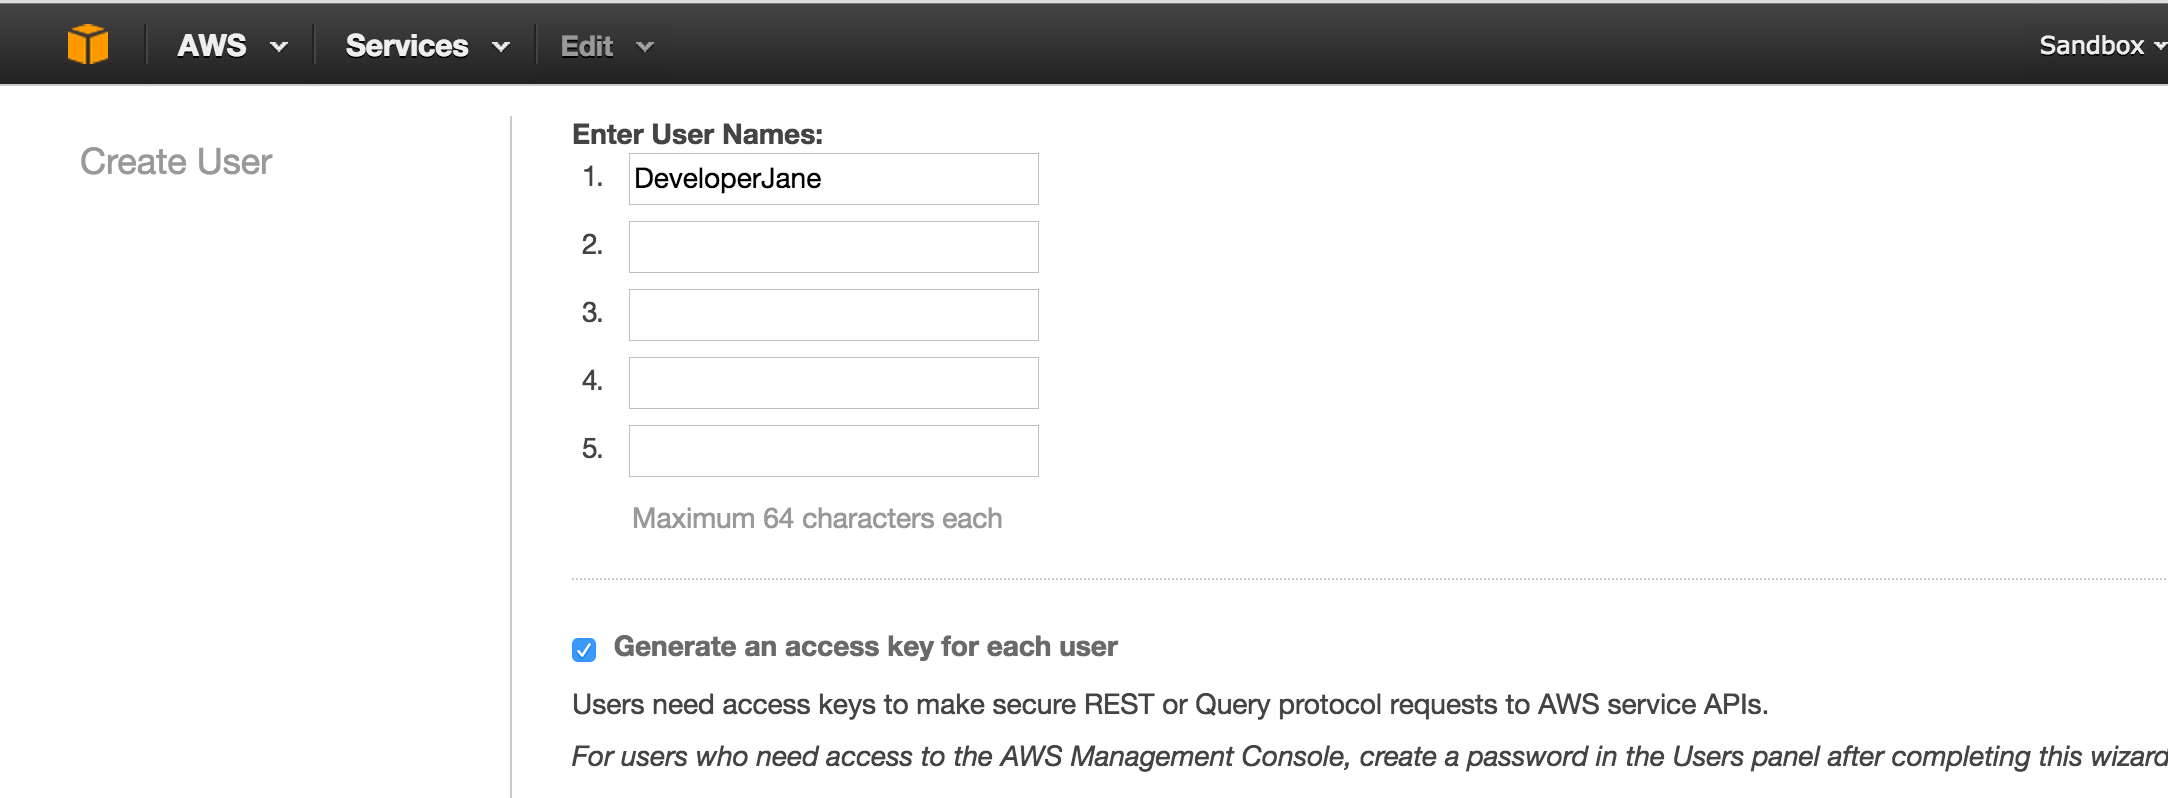 AWS Services Edit Sandbox
Create User
Enter User Names:
1. DeveloperJane
2.
3.
4.
5.
Maximum 64 characters each
Generate an access key for each user
Users need access keys to make secure REST or Query protocol requests to AWS service APIs.
For users who need access to the AWS Management Console, create a password in the Users panel after completing this wizard